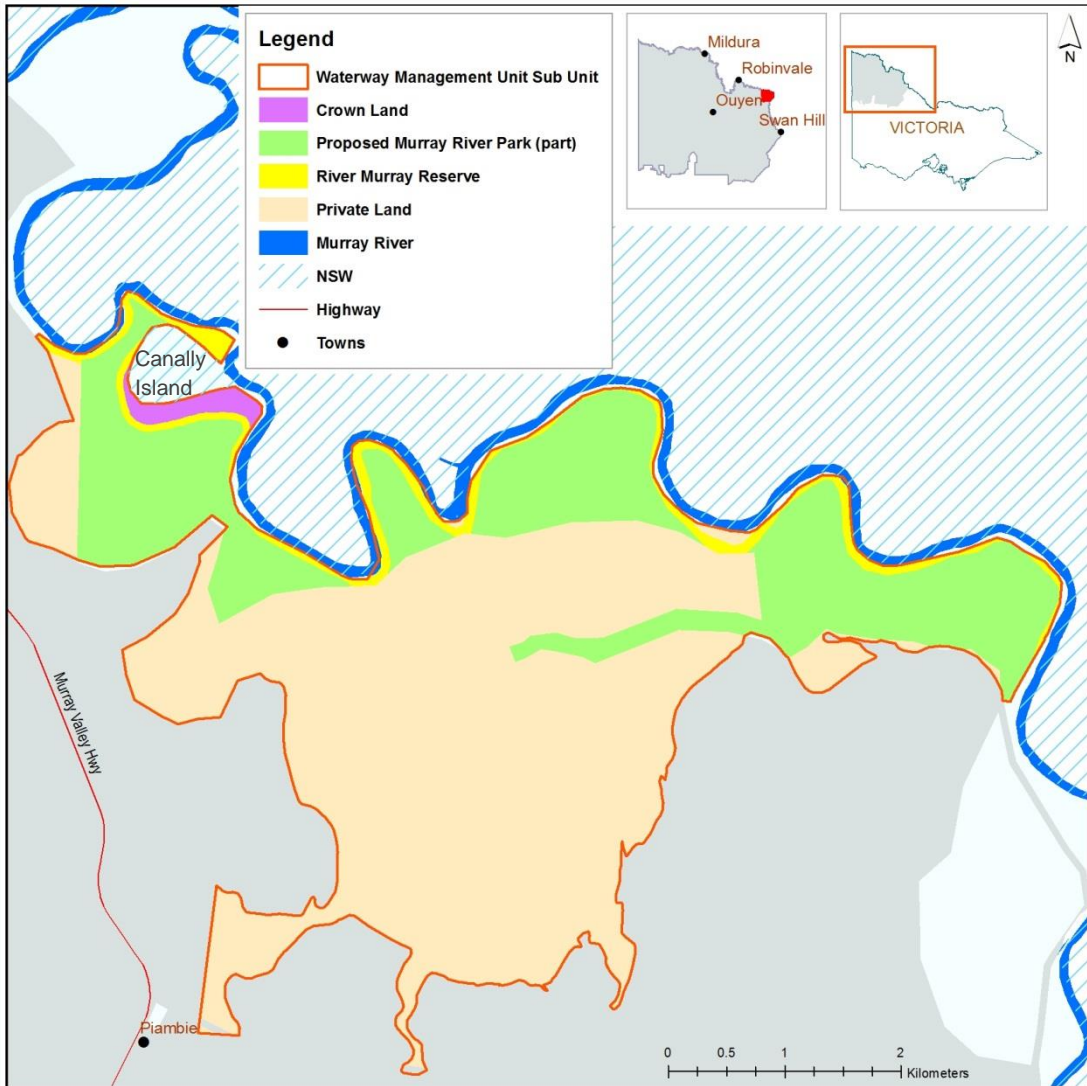 Legend
Waterway Management Unit Sub Unit
Crown Land
Proposed Murray River Park (part)
River Murray Reserve
Private Land
Murray River
NSW
Highway
Towns
Mildura
Robinvale
Ouyen
Swan Hill
VICTORIA
N
Canally
Island
Murray Valley Hwy
Piambie
0 0.5 1 2
Kilometers